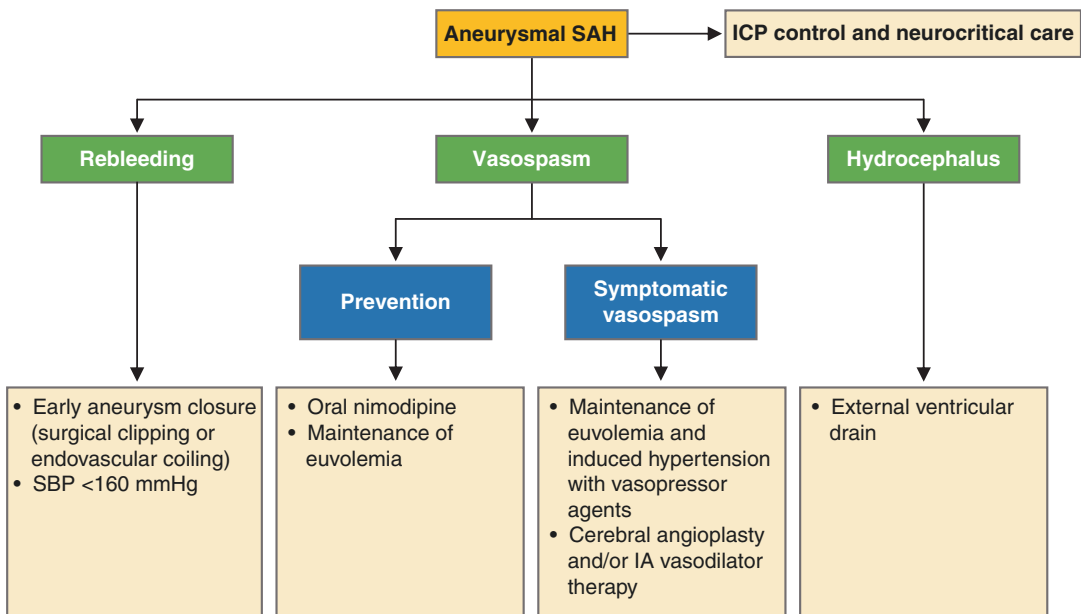 Aneurysmal SAH
ICP control and neurocritical care
Rebleeding
Vasospasm
Hydrocephalus
Prevention
Symptomatic
vasospasm
• Early aneurysm closure
(surgical clipping or
endovascular coiling)
• SBP <160 mmHg
• Oral nimodipine
• Maintenance of
euvolemia
• Maintenance of
euvolemia and
induced hypertension
with vasopressor
agents
• Cerebral angioplasty
and/or IA vasodilator
therapy
• External ventricular
drain